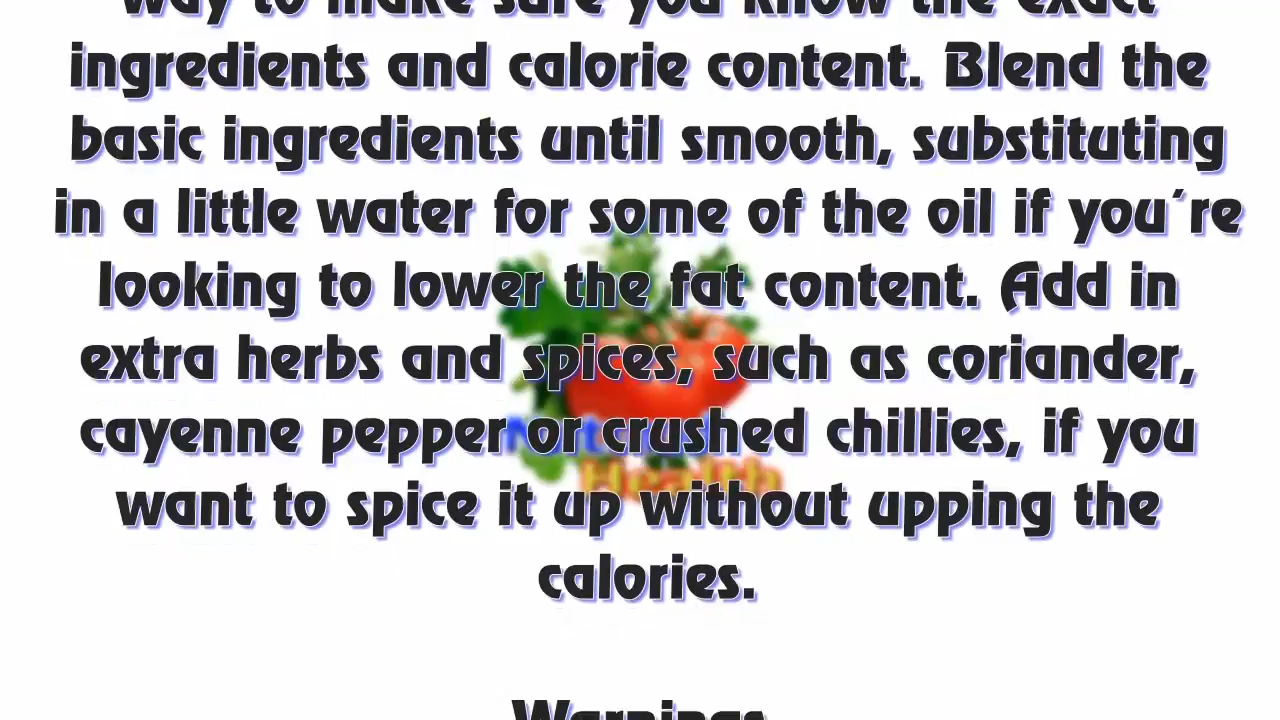 way to make sure you know the exact
ingredients and calorie content. Blend the
basic ingredients until smooth, substituting
in a little water for some of the oil if you´re
looking to lower the fat content. Add in
extra herbs and spices, such as coriander,
cayenne pepper or crushed chillies, if you
want to spice it up without upping the
calories.
Warnings
Health